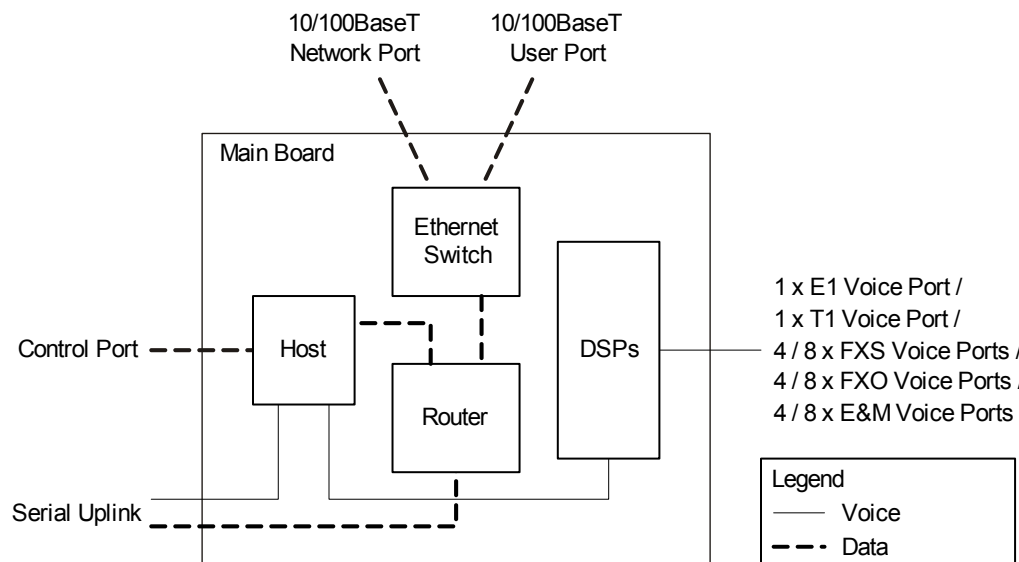 10/100BaseT
Network Port
10/100BaseT
User Port
Main Board
Ethernet
Switch
1 x E1 Voice Port /
1 x T1 Voice Port /
4 / 8 x FXS Voice Ports /
4 / 8 x FXO Voice Ports /
4 / 8 x E&M Voice Ports
Control Port
Host
DSPs
Router
Serial Uplink
Legend
Voice
Data